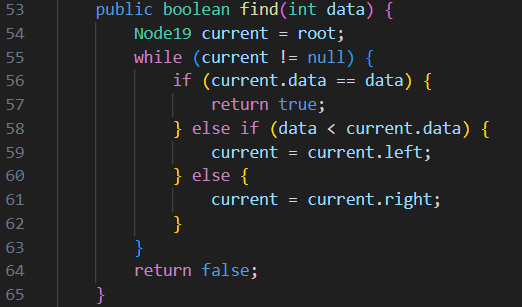 53 public boolean find(int data) {
54 Node19 current = root;
55 while (current != null) {
56 if (current.data == data) {
57 return true;
58 } else if (data < current.data) {
59 current = current.left;
60 } else {
61 current = current.right;
62 }
63 }
64 return false;
65 }